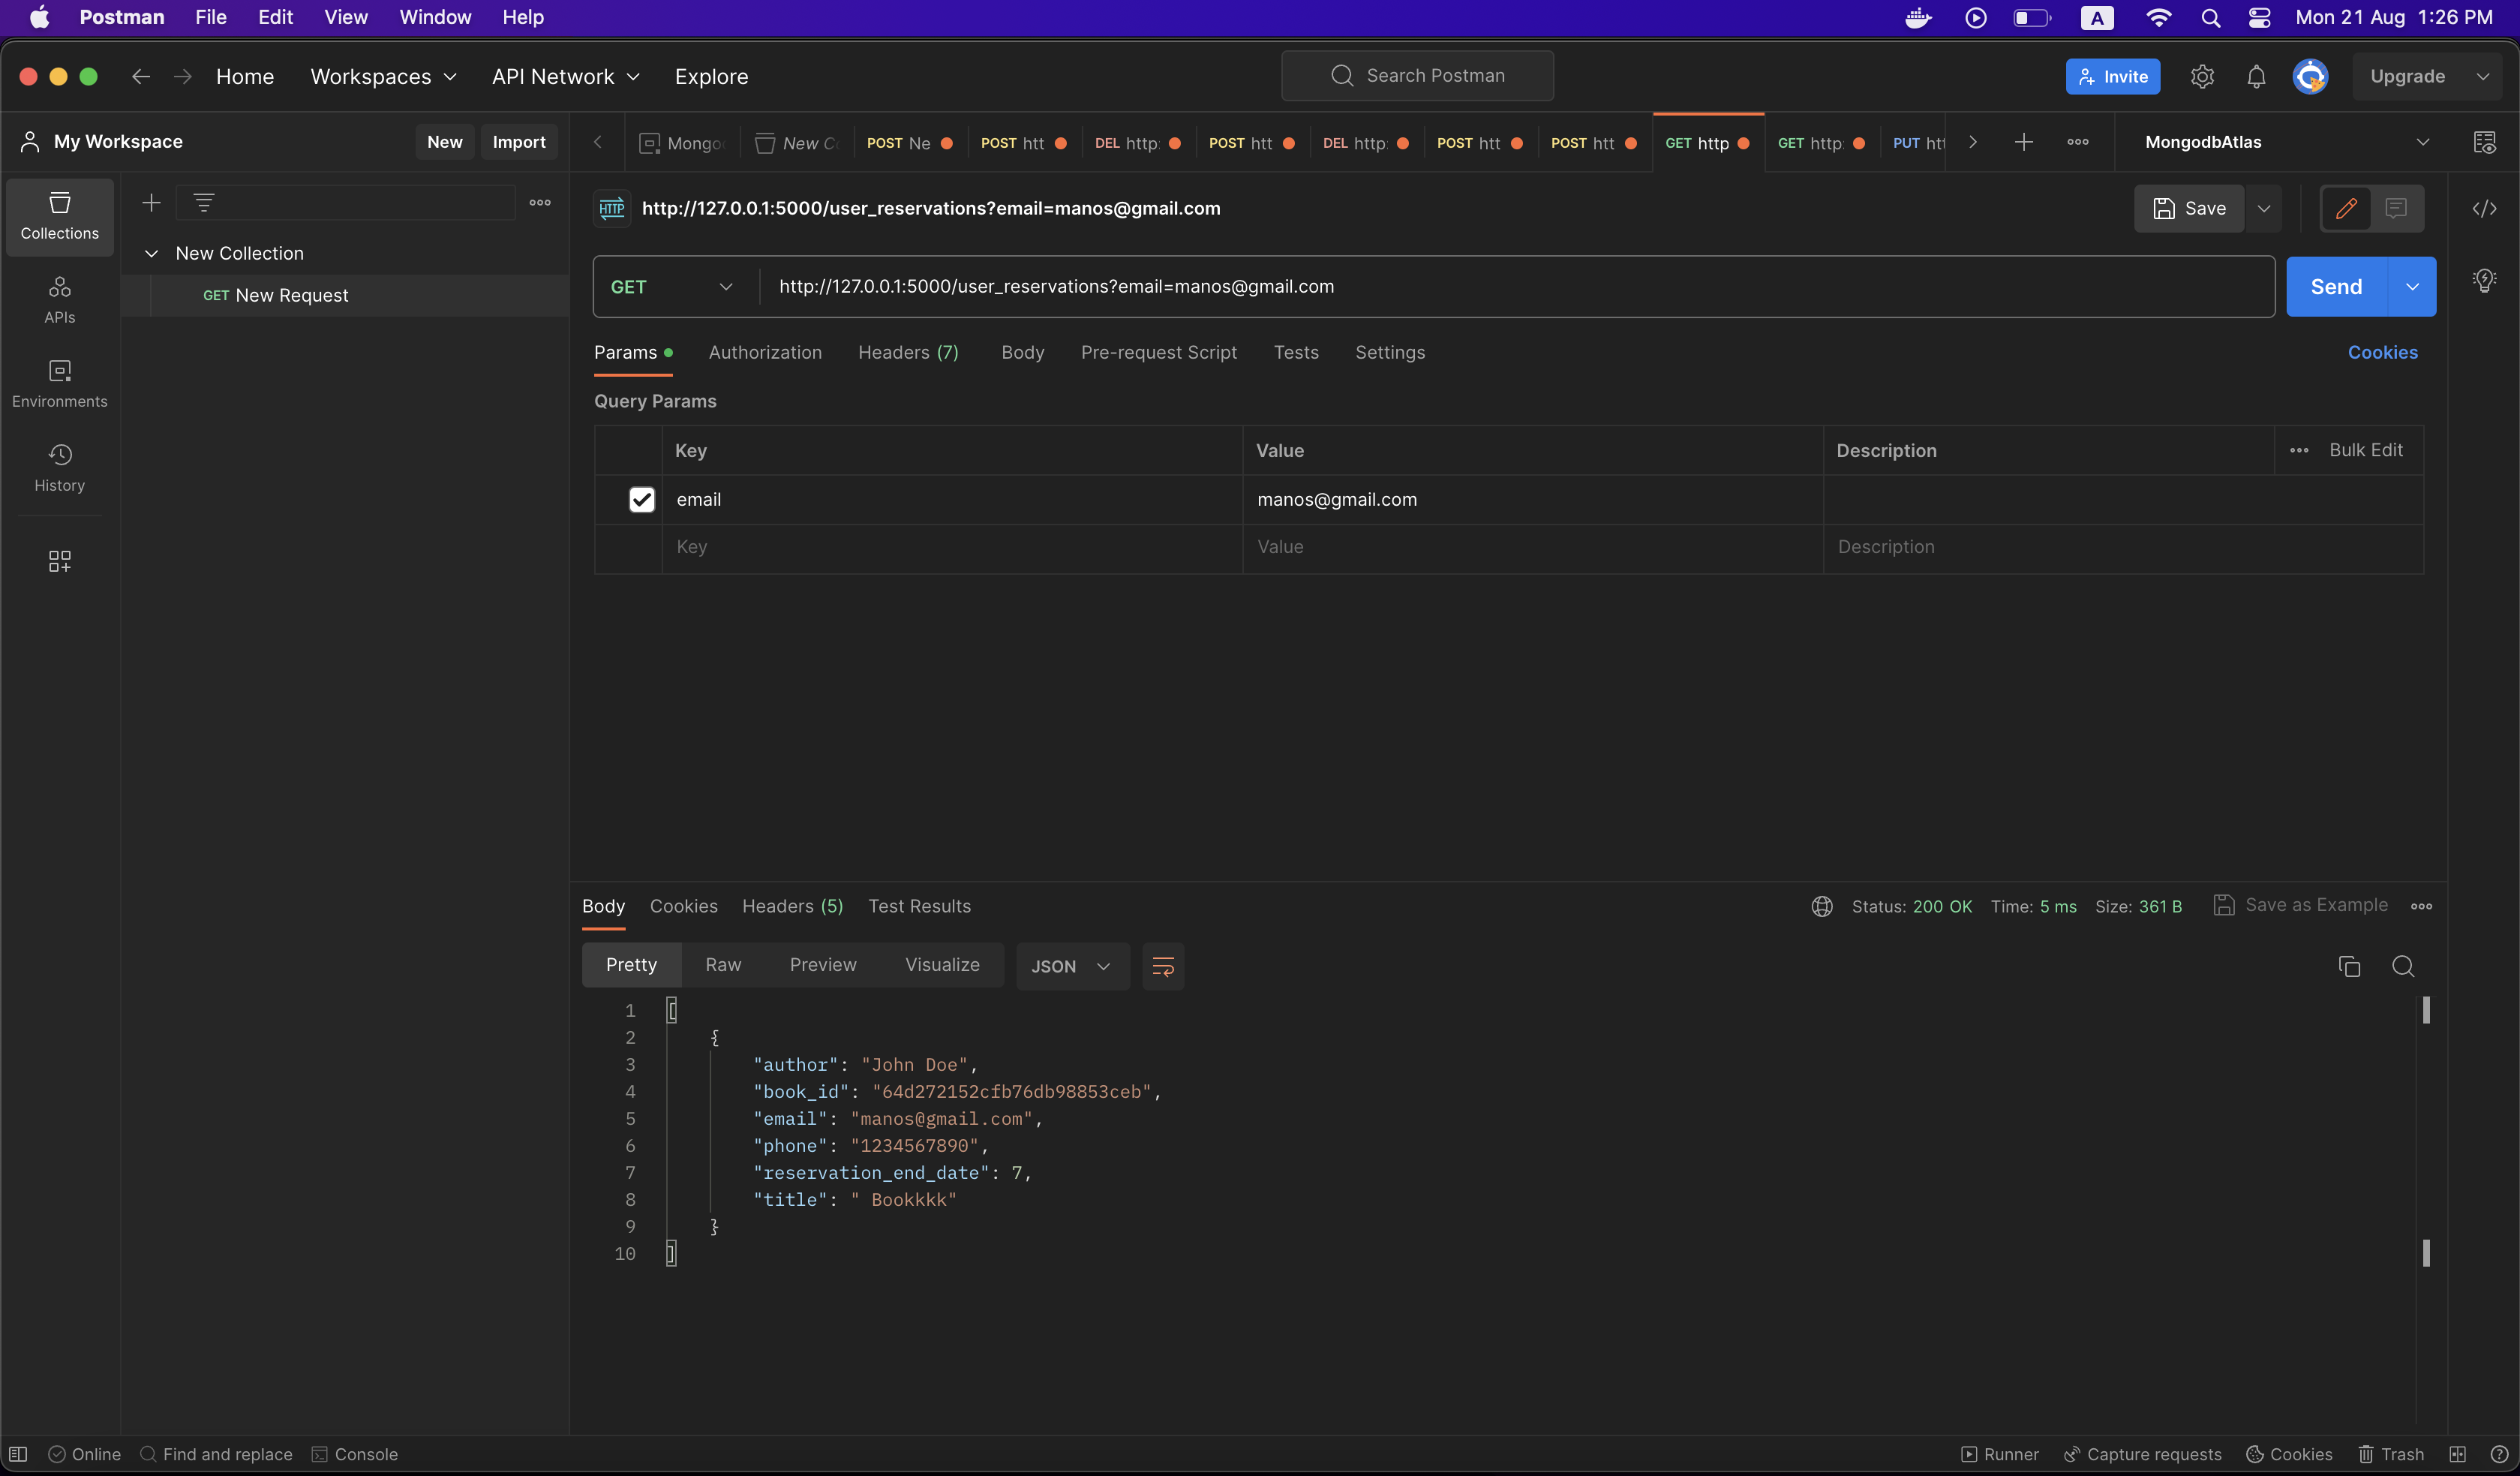 Postman File Edit View Window Help A Mon 21 Aug 1:26 PM
Home Workspaces API Network Explore Search Postman Invite Upgrade
My Workspace New Import Mongo New C POST Ne POST htt DEL http: POST htt DEL http: POST htt POST htt GET http GET http: PUT htt MongodbAtlas
HTTP http://127.0.0.1:5000/user_reservations?email=manos@gmail.com Save
Collections
New Collection
GET New Request
APIs
Environments
History
GET http://127.0.0.1:5000/user_reservations?email=manos@gmail.com Send
Params Authorization Headers (7) Body Pre-request Script Tests Settings Cookies
Query Params
Key Value Description Bulk Edit
email manos@gmail.com
Key Value Description
Body Cookies Headers (5) Test Results Status: 200 OK Time: 5 ms Size: 361 B Save as Example
Pretty Raw Preview Visualize JSON
1 [
2 {
3 "author": "John Doe",
4 "book_id": "64d272152cfb76db98853ceb",
5 "email": "manos@gmail.com",
6 "phone": "1234567890",
7 "reservation_end_date": 7,
8 "title": " Bookkkk"
9 }
10 ]
Online Find and replace Console Runner Capture requests Cookies Trash